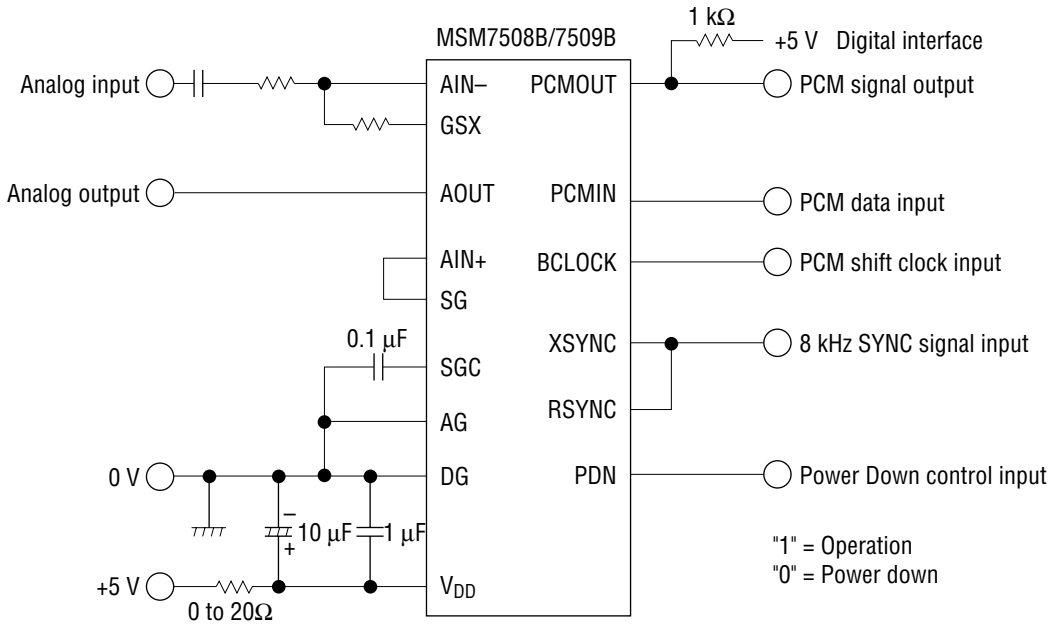 1 kΩ
MSM7508B/7509B
+5 V Digital interface
Analog input
AIN–
PCMOUT
PCM signal output
GSX
Analog output
AOUT
PCMIN
PCM data input
AIN+
BCLOCK
PCM shift clock input
SG
0.1 μF
SGC
XSYNC
8 kHz SYNC signal input
AG
RSYNC
0 V
DG
PDN
Power Down control input
–
10 μF
1 μF
+
"1" = Operation
"0" = Power down
+5 V
VDD
0 to 20Ω